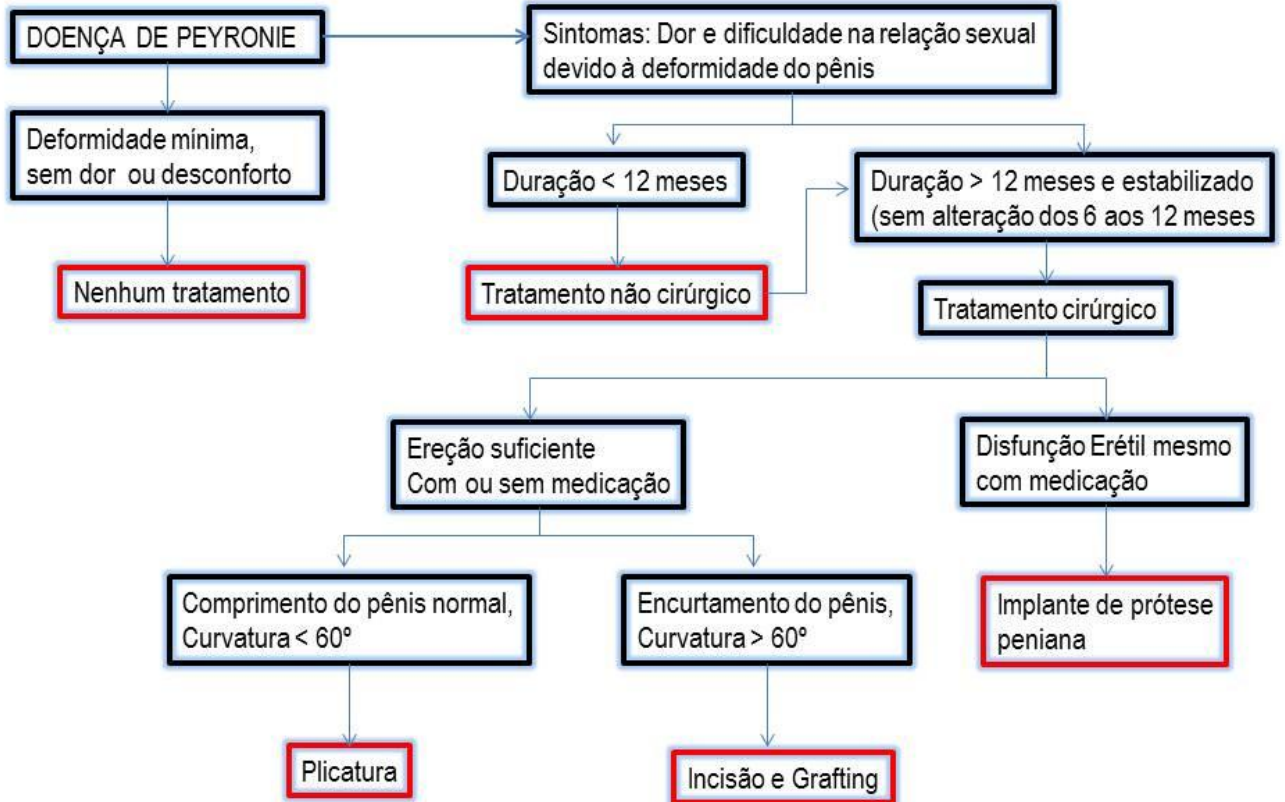 DOENÇA DE PEYRONIE
Sintomas: Dor e dificuldade na relação sexual
devido à deformidade do pênis
Deformidade mínima,
sem dor ou desconforto
Duração < 12 meses
Duração > 12 meses e estabilizado
(sem alteração dos 6 aos 12 meses
Nenhum tratamento
Tratamento não cirúrgico
Tratamento cirúrgico
Ereção suficiente
Com ou sem medicação
Disfunção Erétil mesmo
com medicação
Comprimento do pênis normal,
Curvatura < 60º
Encurtamento do pênis,
Curvatura > 60º
Implante de prótese
peniana
Plicatura
Incisão e Grafting